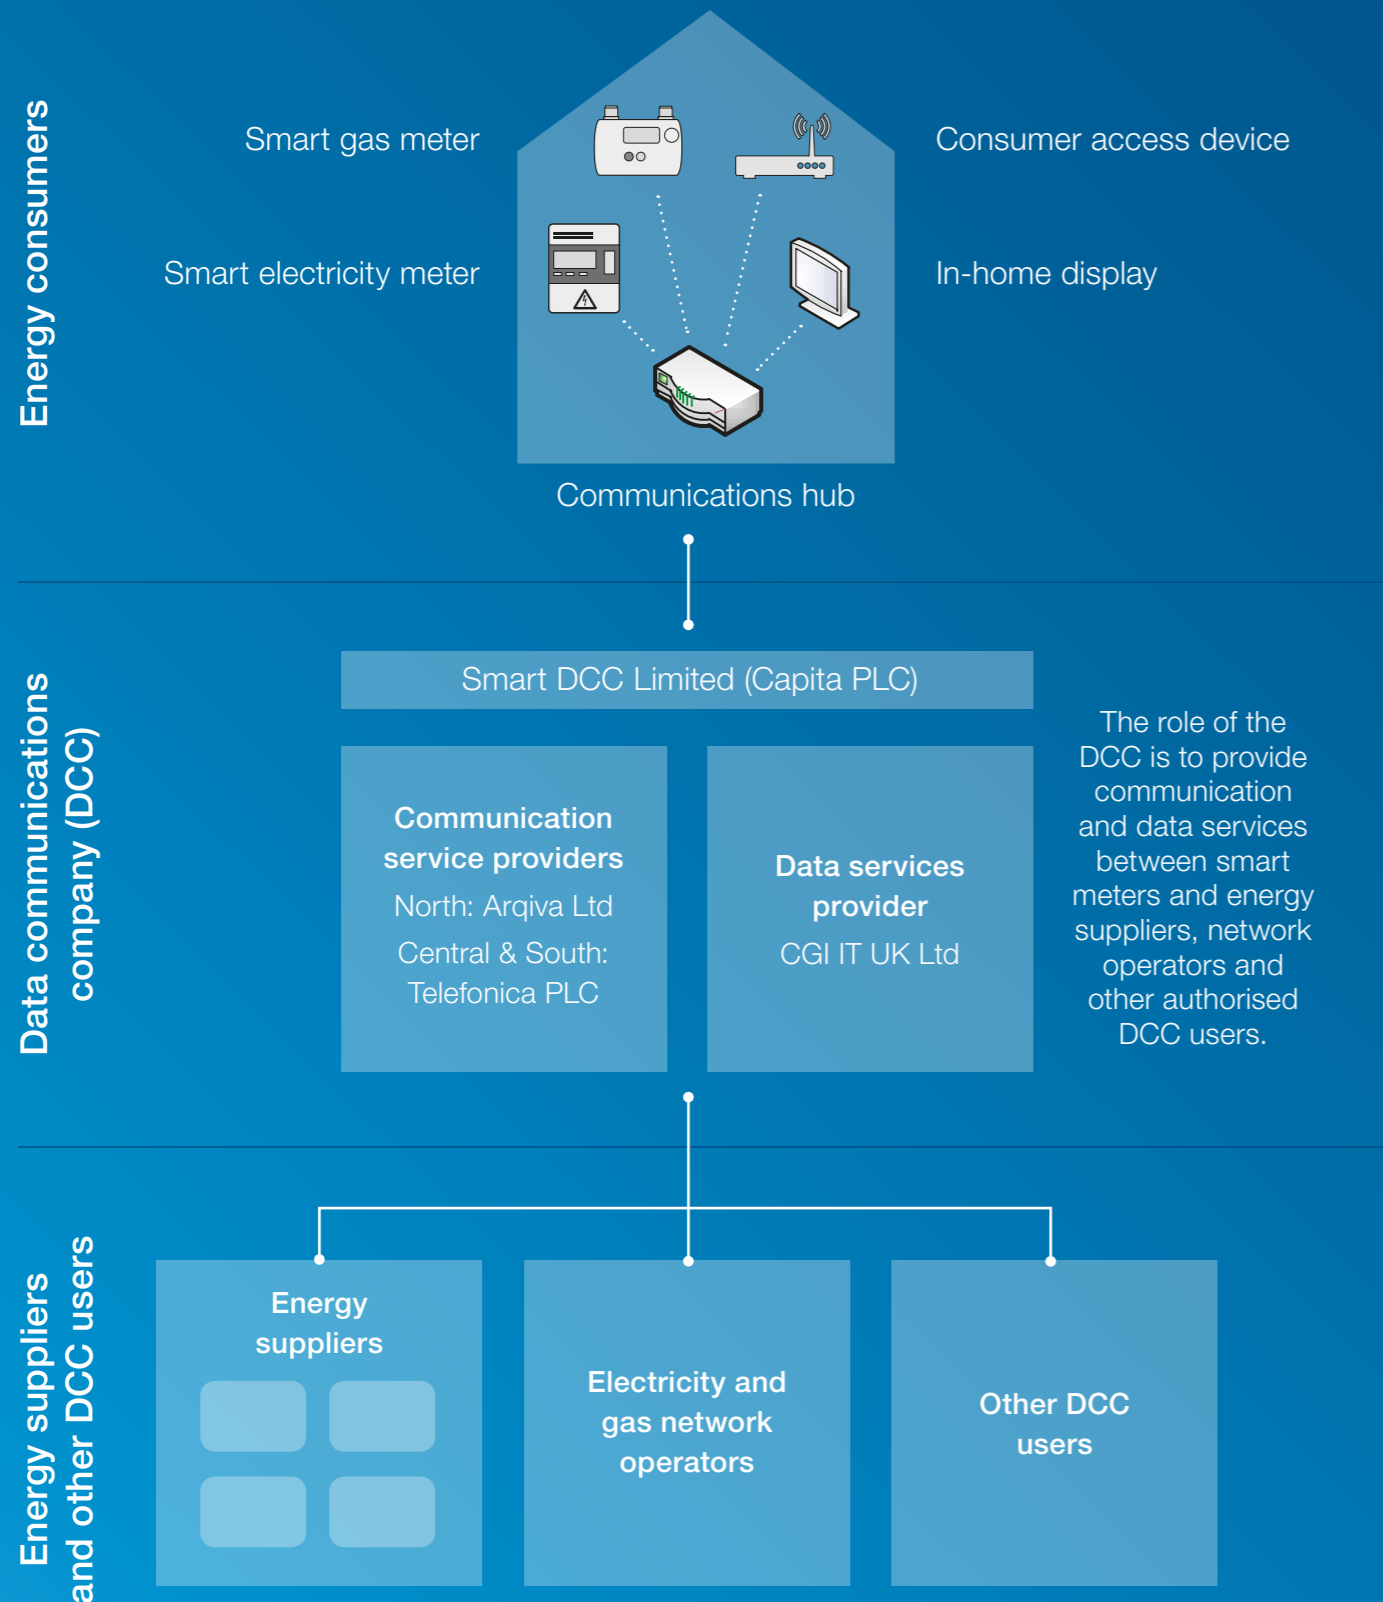 Energy consumers
Smart gas meter
Consumer access device
Smart electricity meter
In-home display
Communications hub
Data communications
company (DCC)
Smart DCC Limited (Capita PLC)
Communication
service providers
North: Arqiva Ltd
Central & South:
Telefonica PLC
Data services
provider
CGI IT UK Ltd
The role of the
DCC is to provide
communication
and data services
between smart
meters and energy
suppliers, network
operators and
other authorised
DCC users.
Energy suppliers
and other DCC users
Energy
suppliers
Electricity and
gas network
operators
Other DCC
users